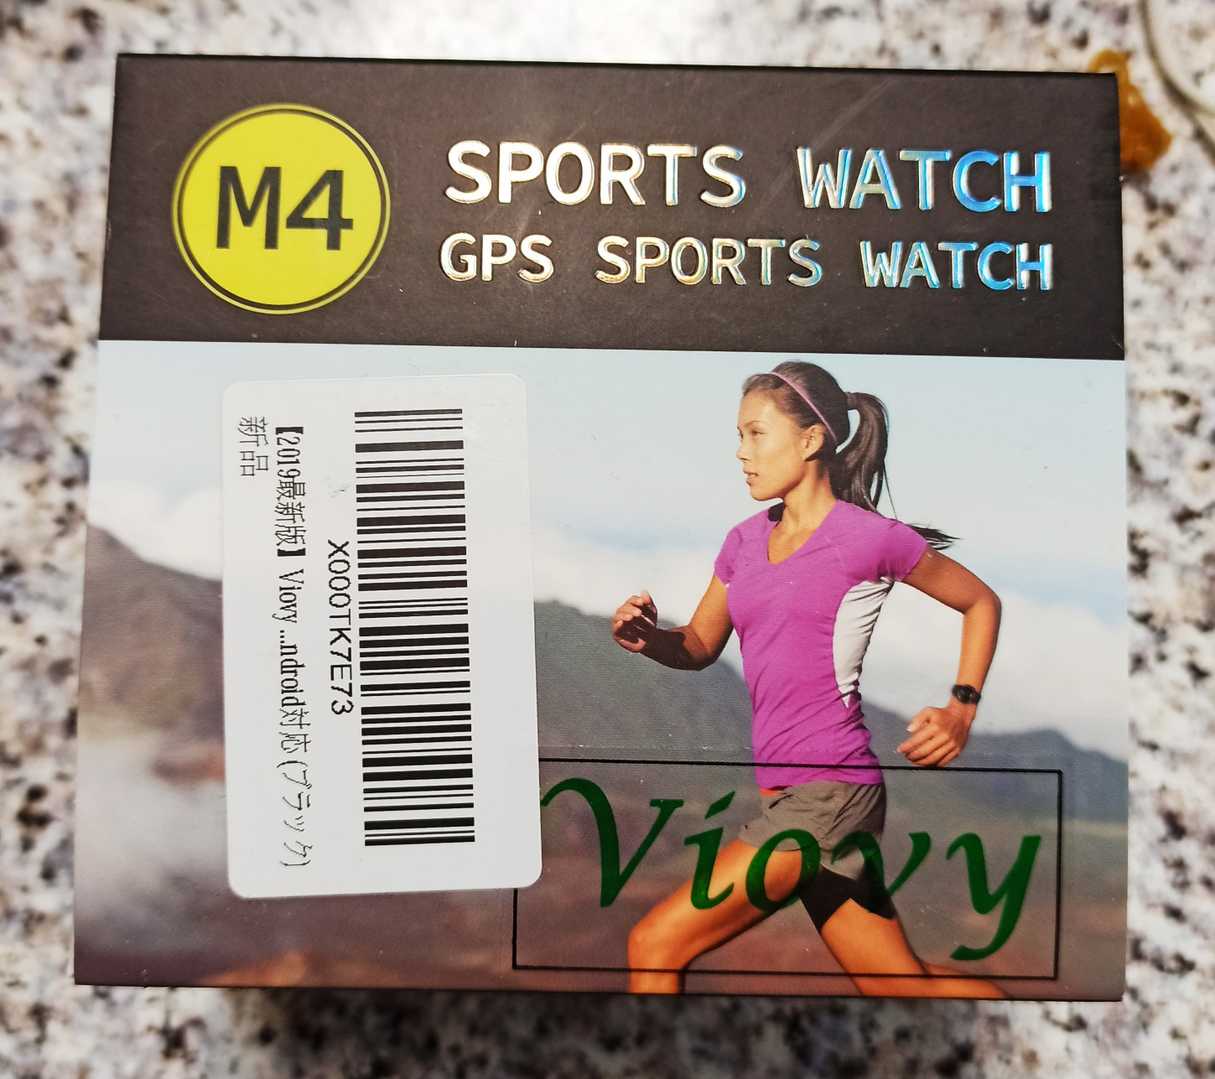 M4
SPORTS WATCH
GPS SPORTS WATCH
X000TK7E73
【2019最新版】Viovy ...ndroid対応 (ブラック)
新品
Viovy